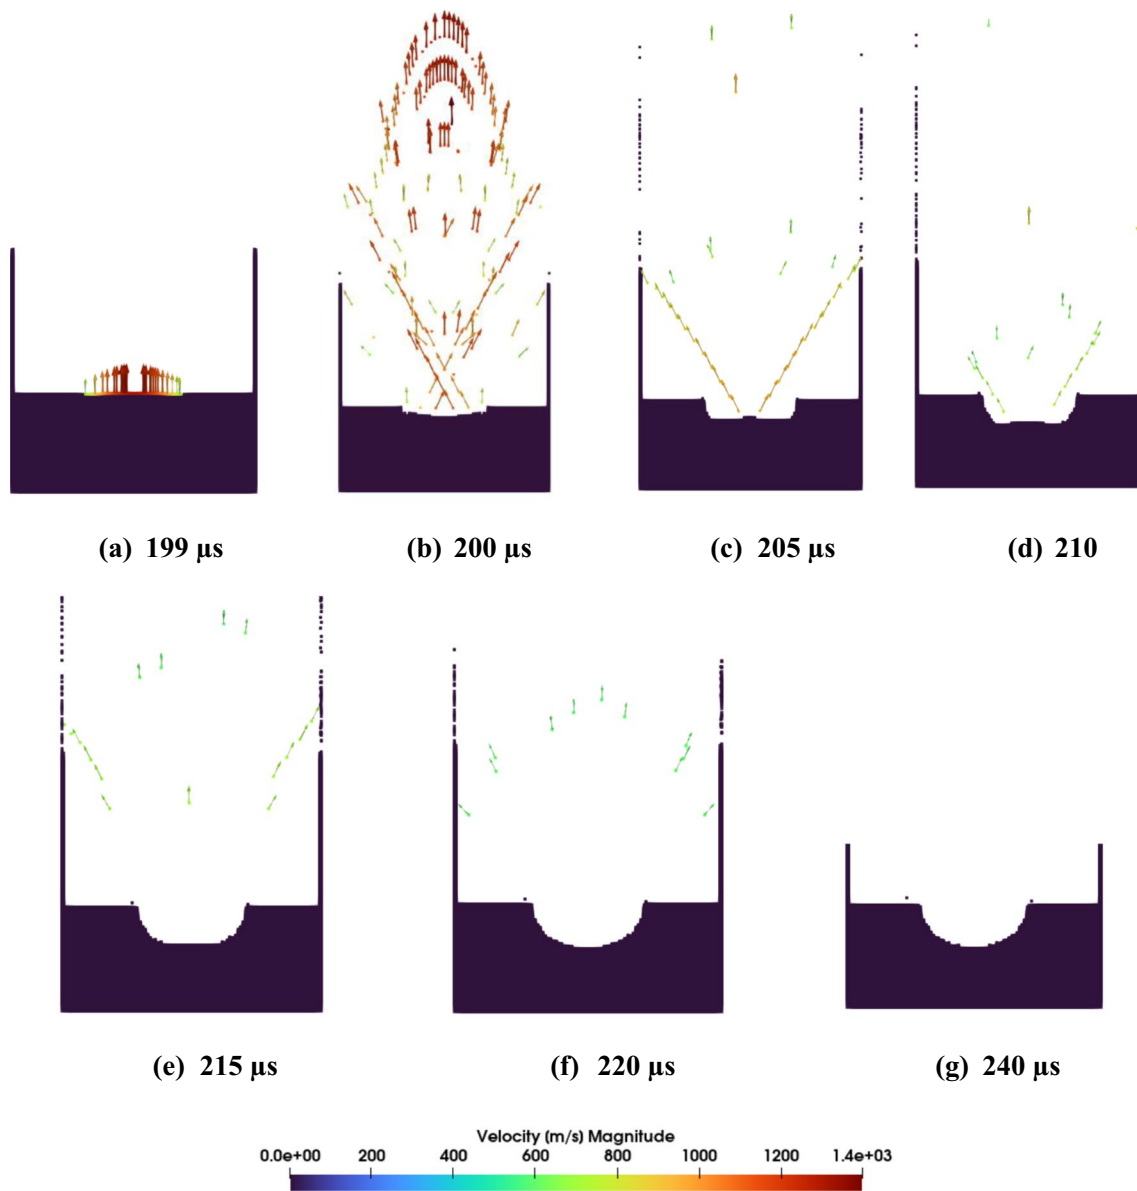 (a) 199 μs
(b) 200 μs
(c) 205 μs
(d) 210
(e) 215 μs
(f) 220 μs
(g) 240 μs
Velocity (m/s) Magnitude
0.0e+00 200 400 600 800 1000 1200 1.4e+03